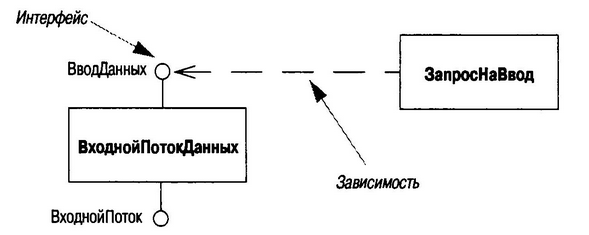 Интерфейс
ВводДанных
ЗапросНаВвод
ВходнойПотокДанных
Зависимость
ВходнойПоток